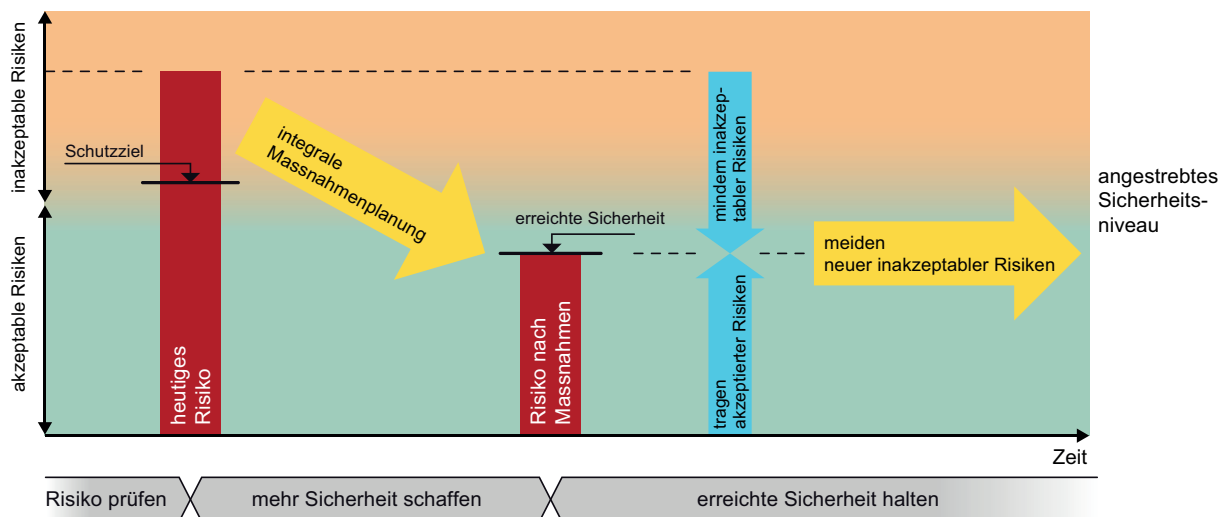 inakzeptable Risiken
akzeptable Risiken
Schutzziel
heutiges
Risiko
integrale
Massnahmenplanung
erreichte Sicherheit
Risiko nach
Massnahmen
mindem inakzep-
tabler Risiken
tragen
akzeptierter Risiken
meiden
neuer inakzeptabler Risiken
angestrebtes
Sicherheits-
niveau
Zeit
Risiko prüfen
mehr Sicherheit schaffen
erreichte Sicherheit halten